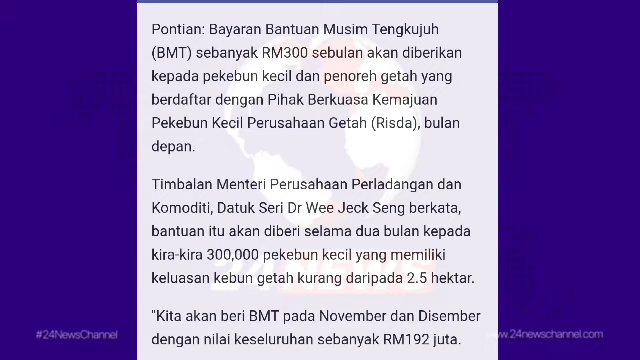 Pontian: Bayaran Bantuan Musim Tengkujuh
(BMT) sebanyak RM300 sebulan akan diberikan
kepada pekebun kecil dan penoreh getah yang
berdaftar dengan Pihak Berkuasa Kemajuan
Pekebun Kecil Perusahaan Getah (Risda), bulan
depan.
Timbalan Menteri Perusahaan Perladangan dan
Komoditi, Datuk Seri Dr Wee Jeck Seng berkata,
bantuan itu akan diberi selama dua bulan kepada
kira-kira 300,000 pekebun kecil yang memiliki
keluasan kebun getah kurang daripada 2.5 hektar.
"Kita akan beri BMT pada November dan Disember
dengan nilai keseluruhan sebanyak RM192 juta.
24 NEWS
#24NewsChannel
www.24newschannel.com